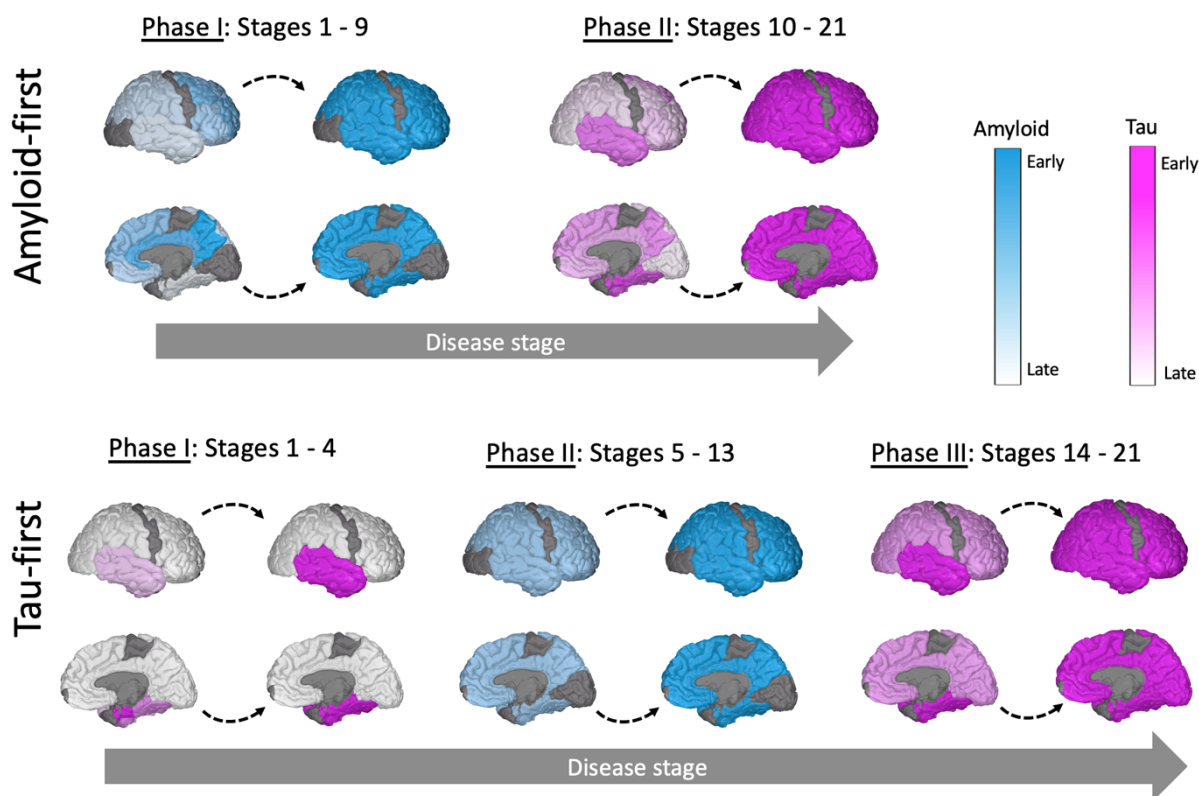 Phase I: Stages 1 - 9
Phase II: Stages 10 - 21
Amyloid-first
Amyloid
Tau
Early
Early
Late
Late
Disease stage
Phase I: Stages 1 - 4
Phase II: Stages 5 - 13
Phase III: Stages 14 - 21
Tau-first
Disease stage